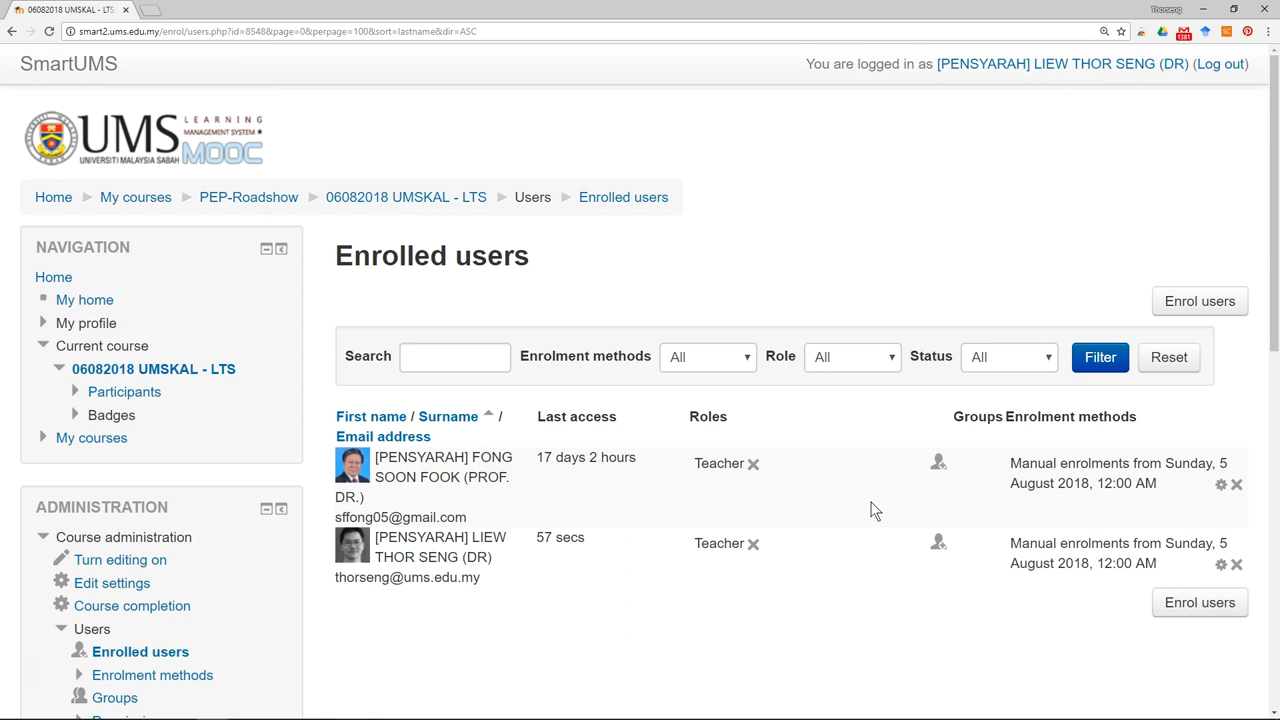 06082018 UMSKAL - LTS
Thorseng
smart2.ums.edu.my/enrol/users.php?id=8548&page=0&perpage=100&sort=lastname&dir=ASC
1381
SC
SmartUMS
You are logged in as [PENSYARAH] LIEW THOR SENG (DR) (Log out)
UMS LEARNING
MANAGEMENT SYSTEM ★
UNIVERSITI MALAYSIA SABAH MOOC
Home My courses PEP-Roadshow 06082018 UMSKAL - LTS Users Enrolled users
NAVIGATION
Home
My home
My profile
Current course
06082018 UMSKAL - LTS
Participants
Badges
My courses
ADMINISTRATION
Course administration
Turn editing on
Edit settings
Course completion
Users
Enrolled users
Enrolment methods
Groups
Enrolled users
Enrol users
Search Enrolment methods All Role All Status All Filter Reset
First name / Surname / Last access Roles Groups Enrolment methods
Email address
[PENSYARAH] FONG 17 days 2 hours Teacher Manual enrolments from Sunday, 5
SOON FOOK (PROF. August 2018, 12:00 AM
DR.)
sffong05@gmail.com
[PENSYARAH] LIEW 57 secs Teacher Manual enrolments from Sunday, 5
THOR SENG (DR) August 2018, 12:00 AM
thorseng@ums.edu.my
Enrol users